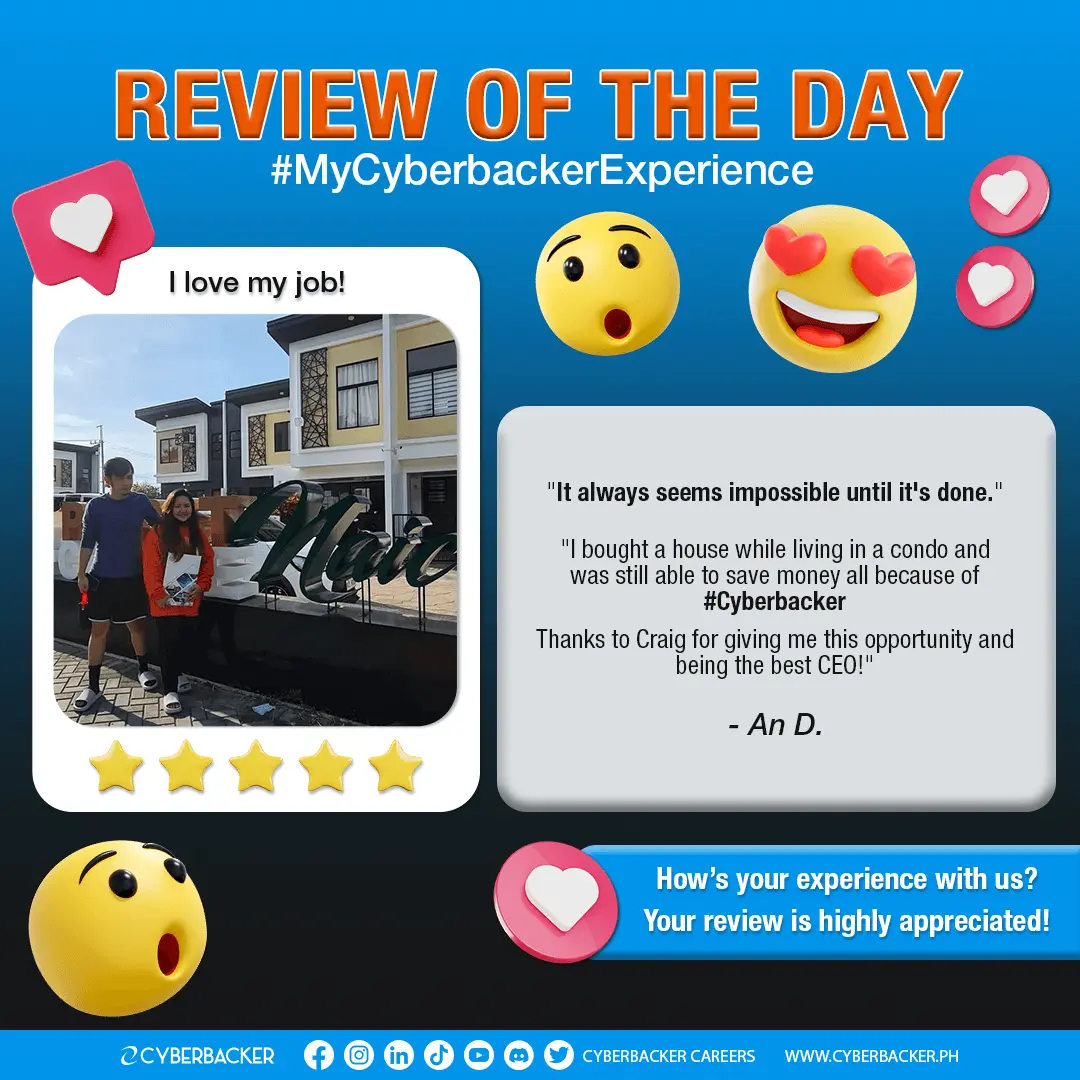 REVIEW OF THE DAY
#MyCyberbackerExperience
I love my job!
"It always seems impossible until it's done."
"I bought a house while living in a condo and
was still able to save money all because of
#Cyberbacker
Thanks to Craig for giving me this opportunity and
being the best CEO!"
- An D.
How's your experience with us?
Your review is highly appreciated!
CYBERBACKER
CYBERBACKER CAREERS
WWW.CYBERBACKER.PH